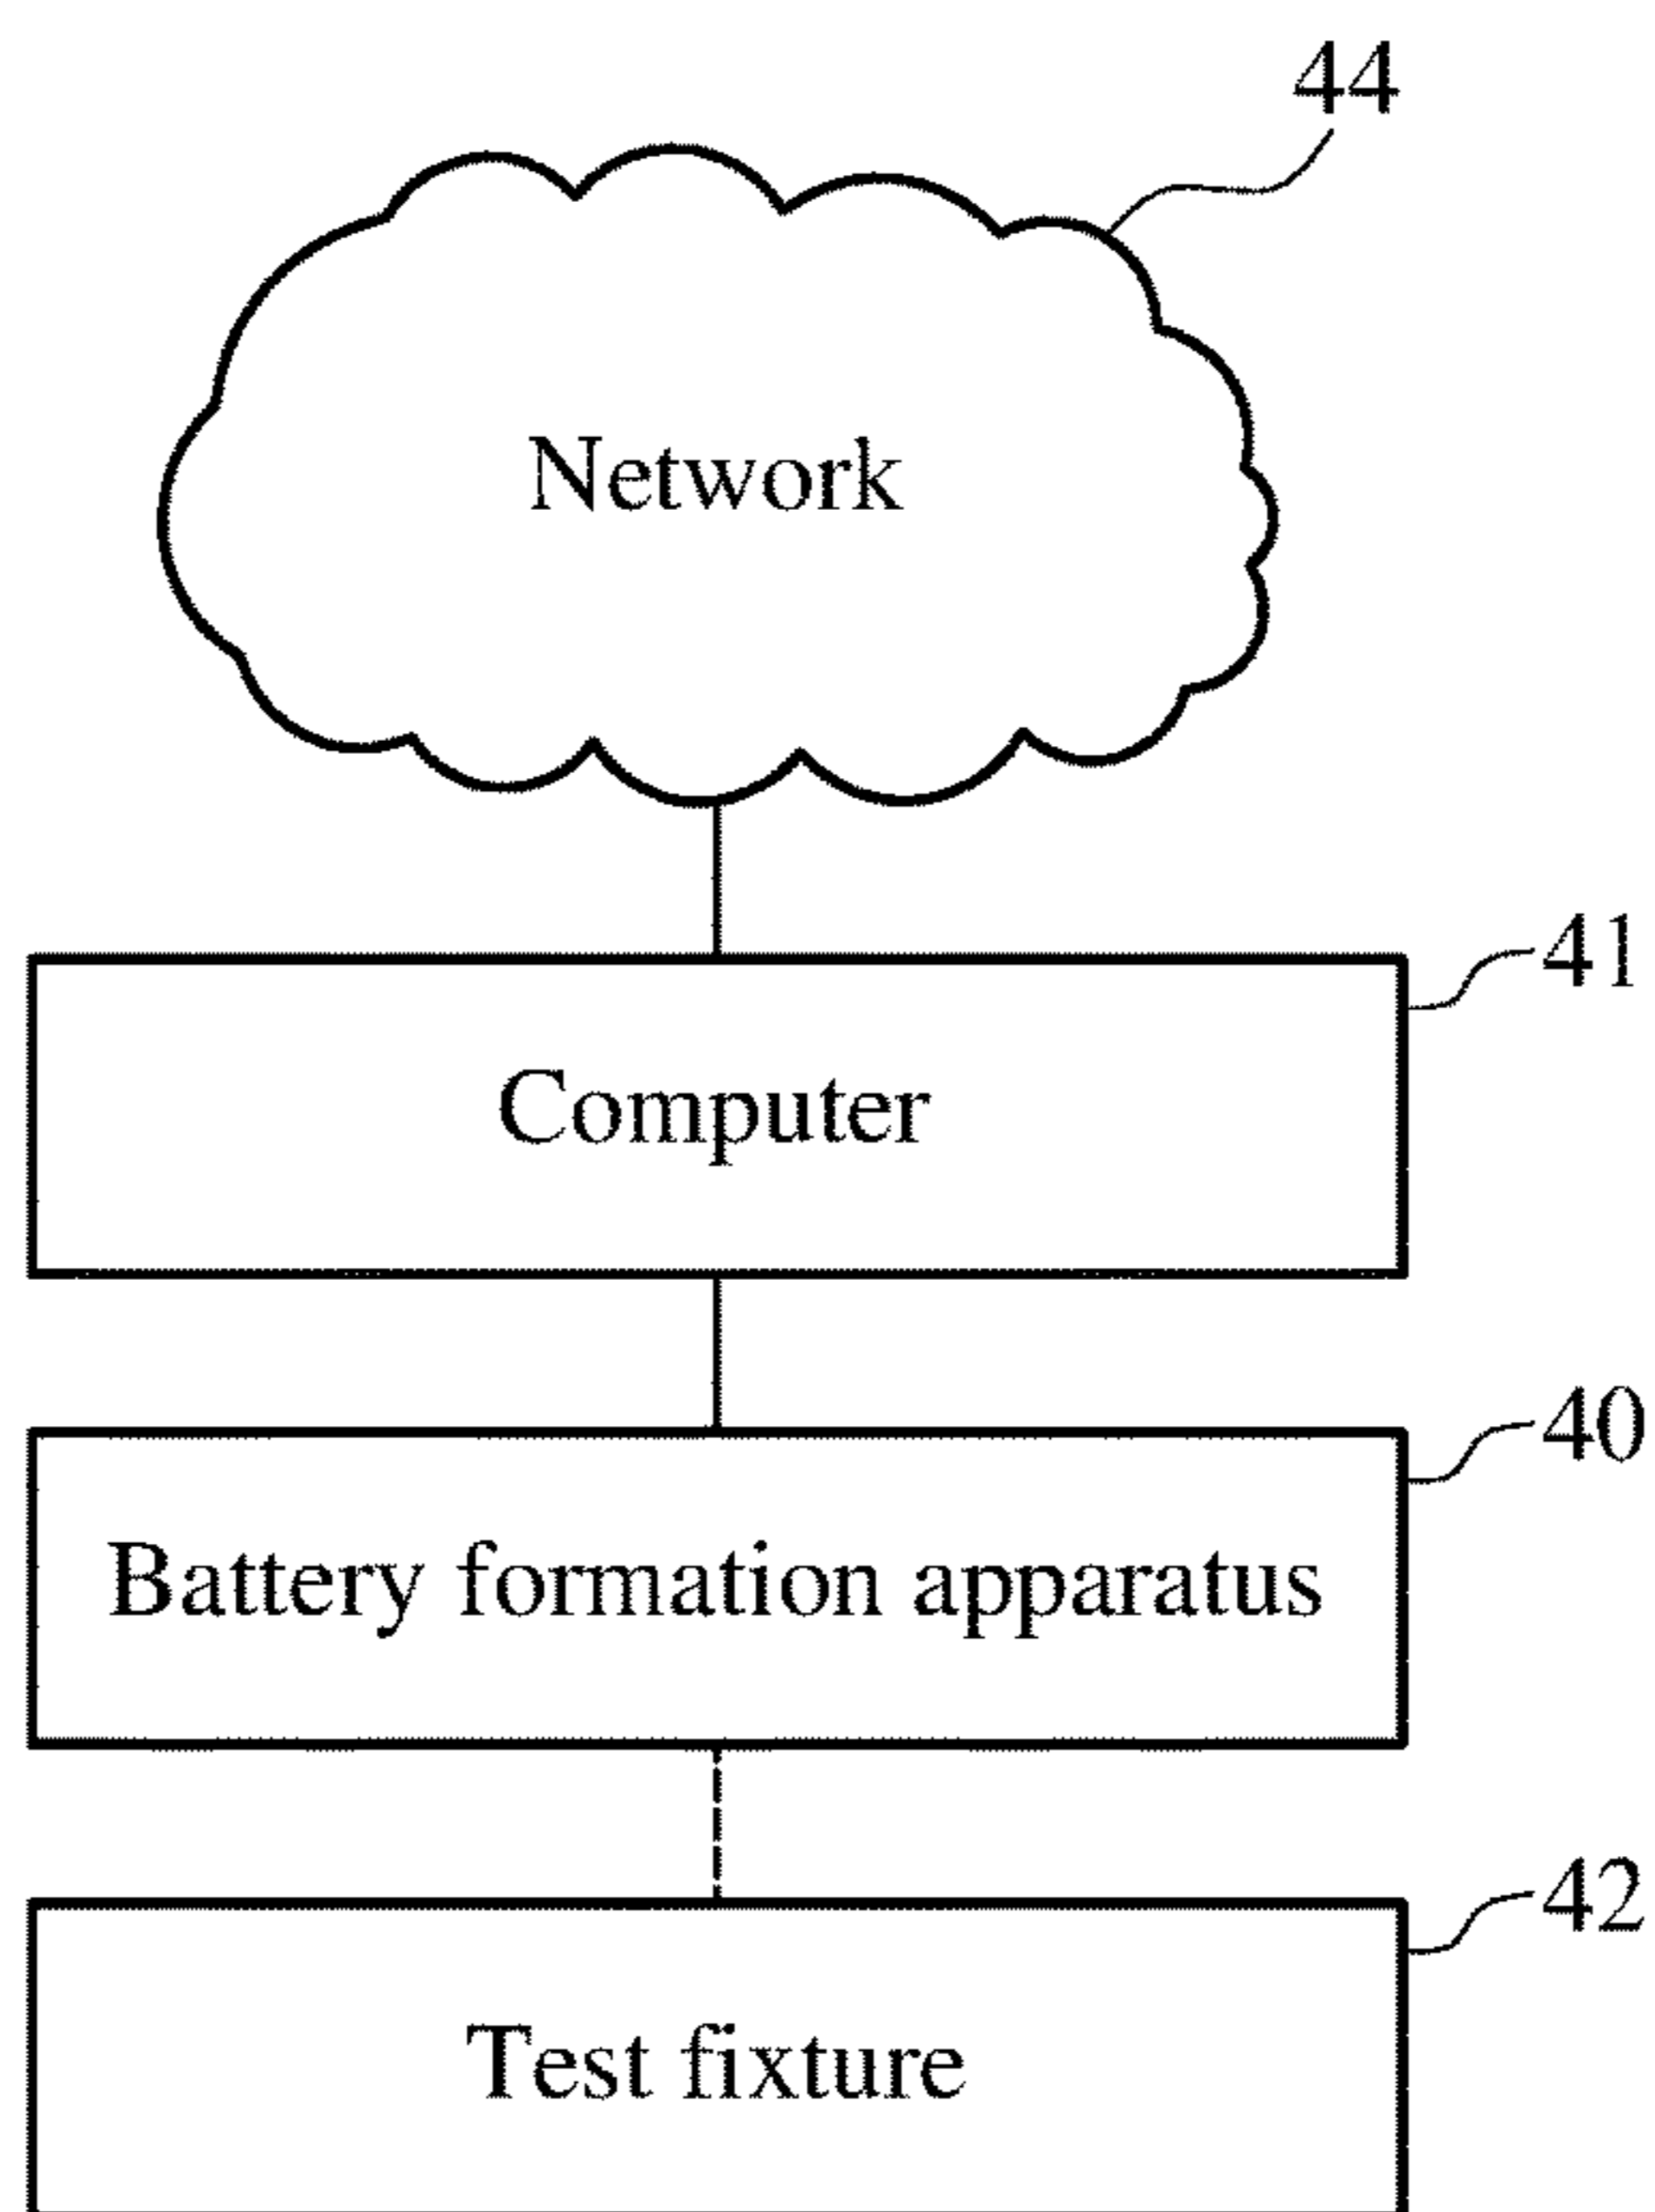 44
Network
41
Computer
40
Battery formation apparatus
42
Test fixture